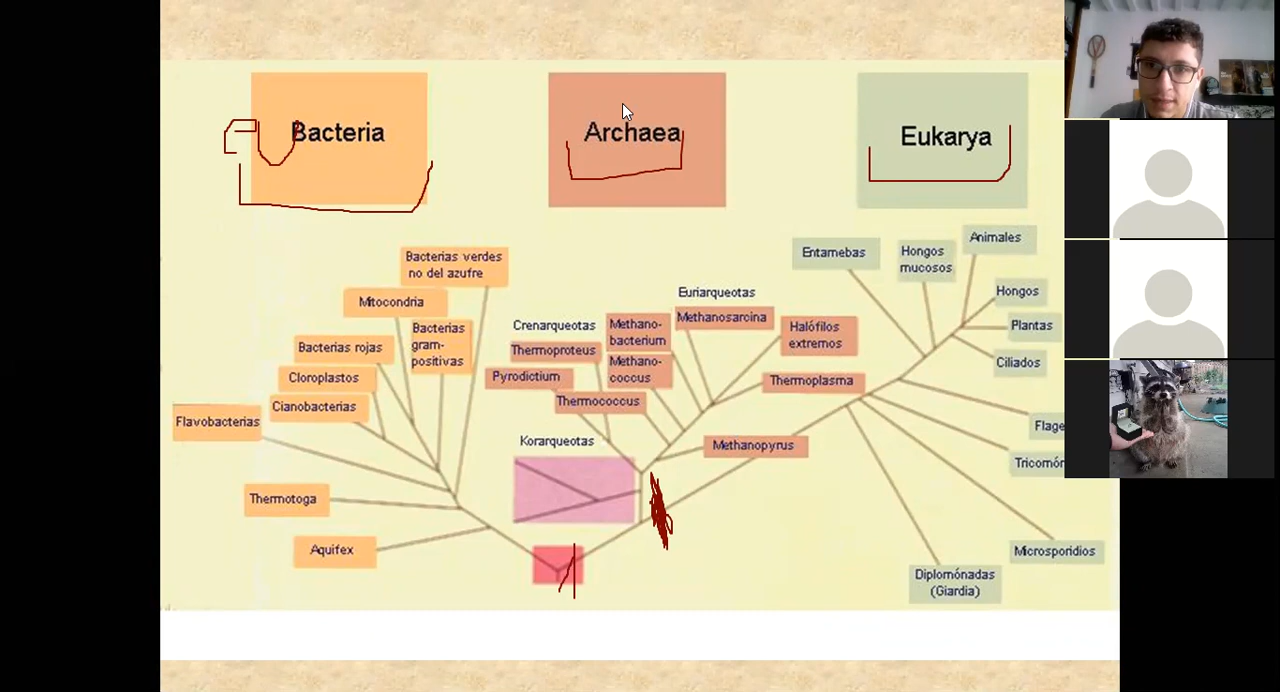 Bacteria
Archaea
Eukarya
Bacterias verdes
no del azufre
Mitocondria
Bacterias
gram-
positivas
Bacterias rojas
Cloroplastos
Cianobacterias
Flavobacterias
Thermotoga
Aquifex
Crenarqueotas
Thermoproteus
Pyrodictium
Thermococcus
Korarqueotas
Euriarqueotas
Methano-
bacterium
Methano-
coccus
Methanosarcina
Halófilos
extremos
Thermoplasma
Methanopyrus
Entamebas
Hongos
mucosos
Animales
Hongos
Plantas
Ciliados
Flage
Tricomón
Microsporidios
Diplomónadas
(Giardia)